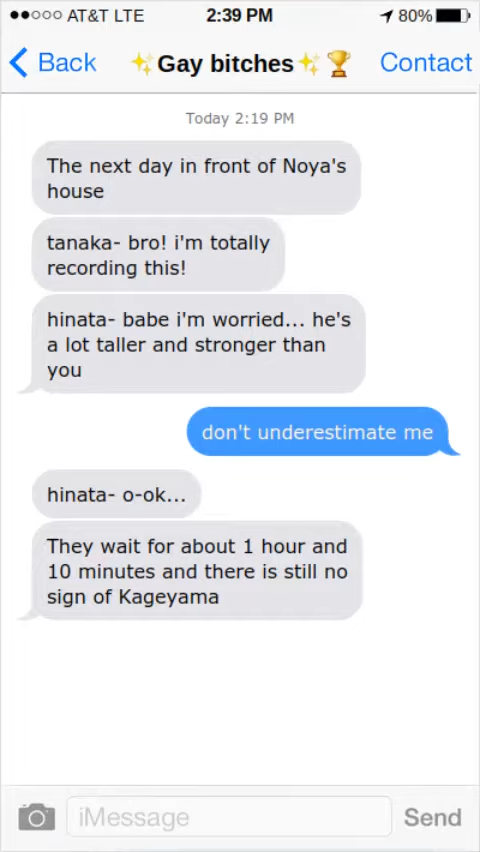 AT&T LTE 2:39 PM 80%
Back ✨Gay bitches✨🏆 Contact
Today 2:19 PM
The next day in front of Noya's
house
tanaka- bro! i'm totally
recording this!
hinata- babe i'm worried... he's
a lot taller and stronger than
you
don't underestimate me
hinata- o-ok...
They wait for about 1 hour and
10 minutes and there is still no
sign of Kageyama
iMessage Send